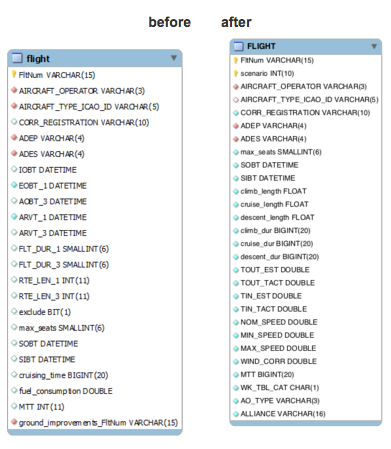 before after
flight
FltNum VARCHAR(15)
AIRCRAFT_OPERATOR VARCHAR(3)
AIRCRAFT_TYPE_ICAO_ID VARCHAR(5)
CORR_REGISTRATION VARCHAR(10)
ADEP VARCHAR(4)
ADES VARCHAR(4)
IOBT DATETIME
EOBT_1 DATETIME
AOBT_3 DATETIME
ARVT_1 DATETIME
ARVT_3 DATETIME
FLT_DUR_1 SMALLINT(6)
FLT_DUR_3 SMALLINT(6)
RTE_LEN_1 INT(11)
RTE_LEN_3 INT(11)
exclude BIT(1)
max_seats SMALLINT(6)
SOBT DATETIME
SIBT DATETIME
cruising_time BIGINT(20)
fuel_consumption DOUBLE
MTT INT(11)
ground_improvements_FltNum VARCHAR(15)
FLIGHT
FltNum VARCHAR(15)
scenario INT(10)
AIRCRAFT_OPERATOR VARCHAR(3)
AIRCRAFT_TYPE_ICAO_ID VARCHAR(5)
CORR_REGISTRATION VARCHAR(10)
ADEP VARCHAR(4)
ADES VARCHAR(4)
max_seats SMALLINT(6)
SOBT DATETIME
SIBT DATETIME
climb_length FLOAT
cruise_length FLOAT
descent_length FLOAT
climb_dur BIGINT(20)
cruise_dur BIGINT(20)
descent_dur BIGINT(20)
TOUT_EST DOUBLE
TOUT_TACT DOUBLE
TIN_EST DOUBLE
TIN_TACT DOUBLE
NOM_SPEED DOUBLE
MIN_SPEED DOUBLE
MAX_SPEED DOUBLE
WIND_CORR DOUBLE
MTT BIGINT(20)
WK_TBL_CAT CHAR(1)
AO_TYPE VARCHAR(3)
ALLIANCE VARCHAR(16)